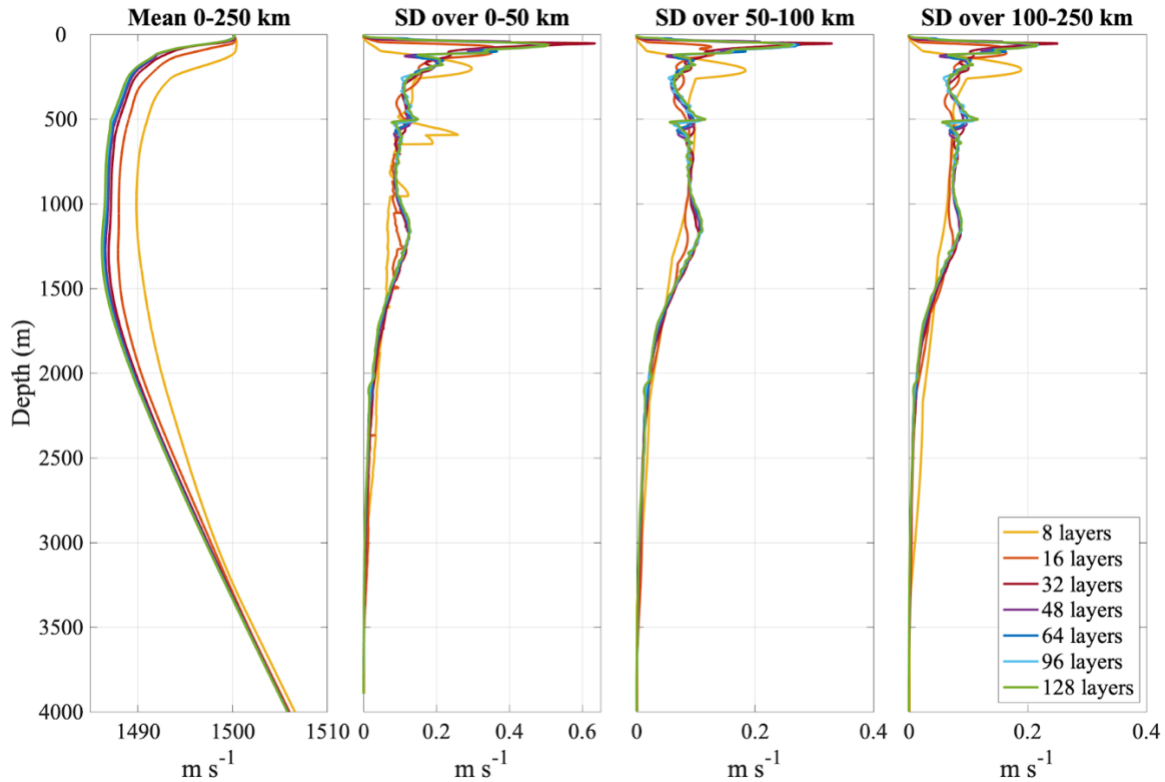 Mean 0-250 km
SD over 0-50 km
SD over 50-100 km
SD over 100-250 km
Depth (m)
0
500
1000
1500
2000
2500
3000
3500
4000
1490
1500
1510
m s-1
0
0.2
0.4
0.6
m s-1
0
0.2
0.4
m s-1
0
0.2
0.4
m s-1
8 layers
16 layers
32 layers
48 layers
64 layers
96 layers
128 layers